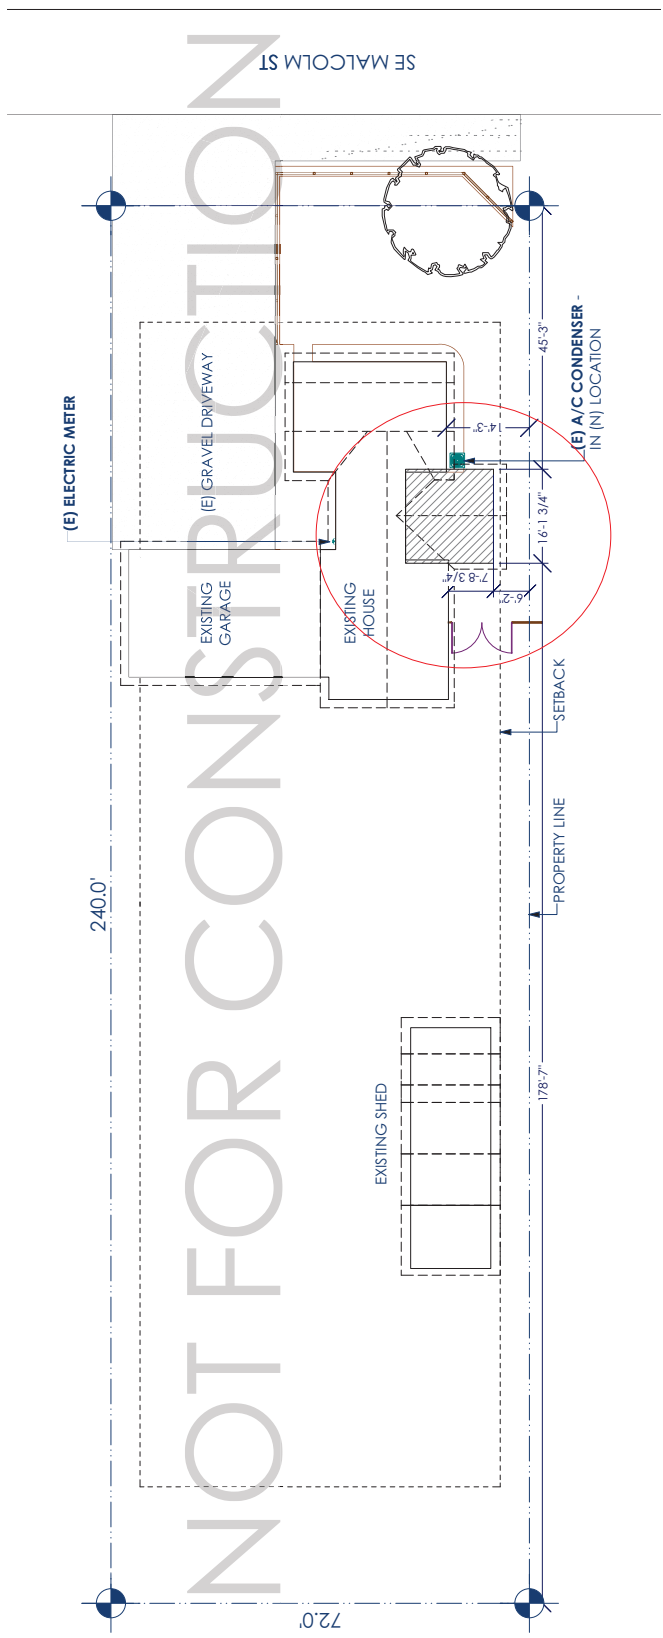 SE MALCOLM ST
NOT FOR CONSTRUCTION
(E) ELECTRIC METER
(E) GRAVEL DRIVEWAY
EXISTING
GARAGE
EXISTING
HOUSE
(E) A/C CONDENSER -
IN (N) LOCATION
45'-3"
14'-3"
16'-1 3/4"
7'-8 3/4"
6'-2"
SETBACK
PROPERTY LINE
240.0'
EXISTING SHED
178'-7"
72.0'